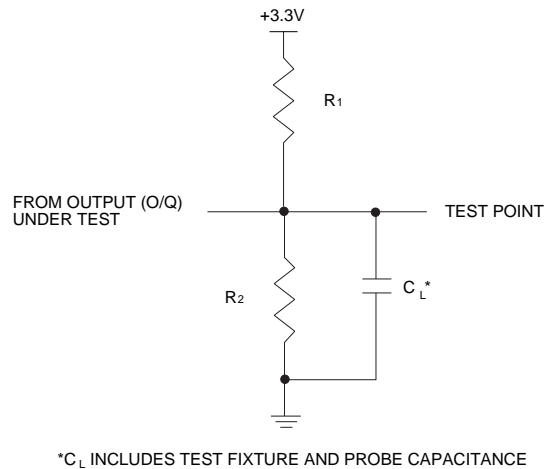 +3.3V
R1
FROM OUTPUT (O/Q)
UNDER TEST
TEST POINT
R2
CL*
*CL INCLUDES TEST FIXTURE AND PROBE CAPACITANCE